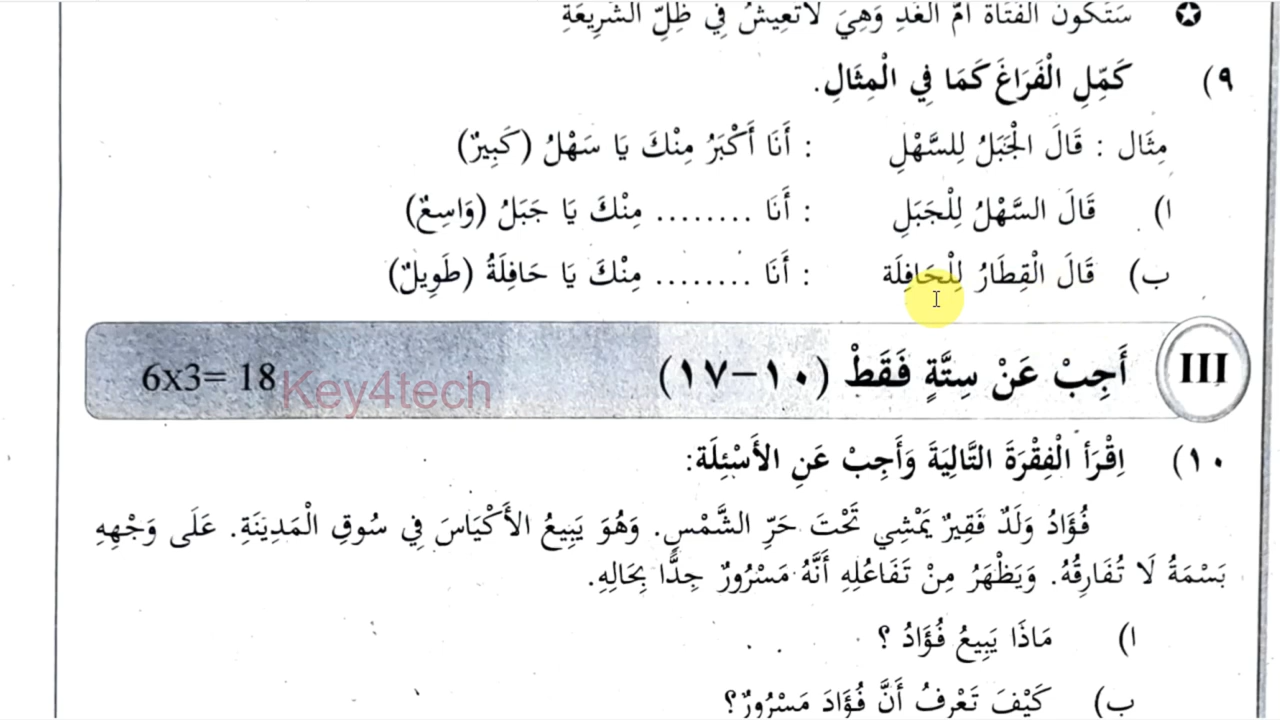 ✪ سَتَكُونُ الْفَتَاةُ أُمَّ الْغَدِ وَهِيَ لَاتَعِيشُ فِي ظِلِّ الشَّرِيعَةِ
٩) كَمِّلِ الْفَرَاغَ كَمَا فِي الْمِثَالِ.
مِثَال : قَالَ الْجَبَلُ لِلسَّهْلِ : أَنَا أَكْبَرُ مِنْكَ يَا سَهْلُ (كَبِيرٌ)
ا) قَالَ السَّهْلُ لِلْجَبَلِ : أَنَا ........ مِنْكَ يَا جَبَلُ (وَاسِعٌ)
ب) قَالَ الْقِطَارُ لِلْحَافِلَة : أَنَا ........ مِنْكَ يَا حَافِلَةُ (طَوِيلٌ)
III أَجِبْ عَنْ سِتَّةٍ فَقَطْ (١٠-١٧) 6x3= 18
Key4tech
١٠) اِقْرَأ الْفِقْرَةَ التَّالِيَةَ وَأَجِبْ عَنِ الأَسْئِلَة:
فُؤَادُ وَلَدٌ فَقِيرٌ يَمْشِي تَحْتَ حَرِّ الشَّمْسِ. وَهُوَ يَبِيعُ الأَكْيَاسَ فِي سُوقِ الْمَدِينَةِ. عَلَى وَجْهِهِ
بَسْمَةُ لَا تُفَارِقُهُ. وَيَظْهَرُ مِنْ تَفَاعُلِهِ أَنَّهُ مَسْرُورٌ جِدًّا بِحَالِهِ.
ا) مَاذَا يَبِيعُ فُؤَادُ ؟
ب) كَيْفَ تَعْرِفُ أَنَّ فُؤَادَ مَسْرُورٌ؟